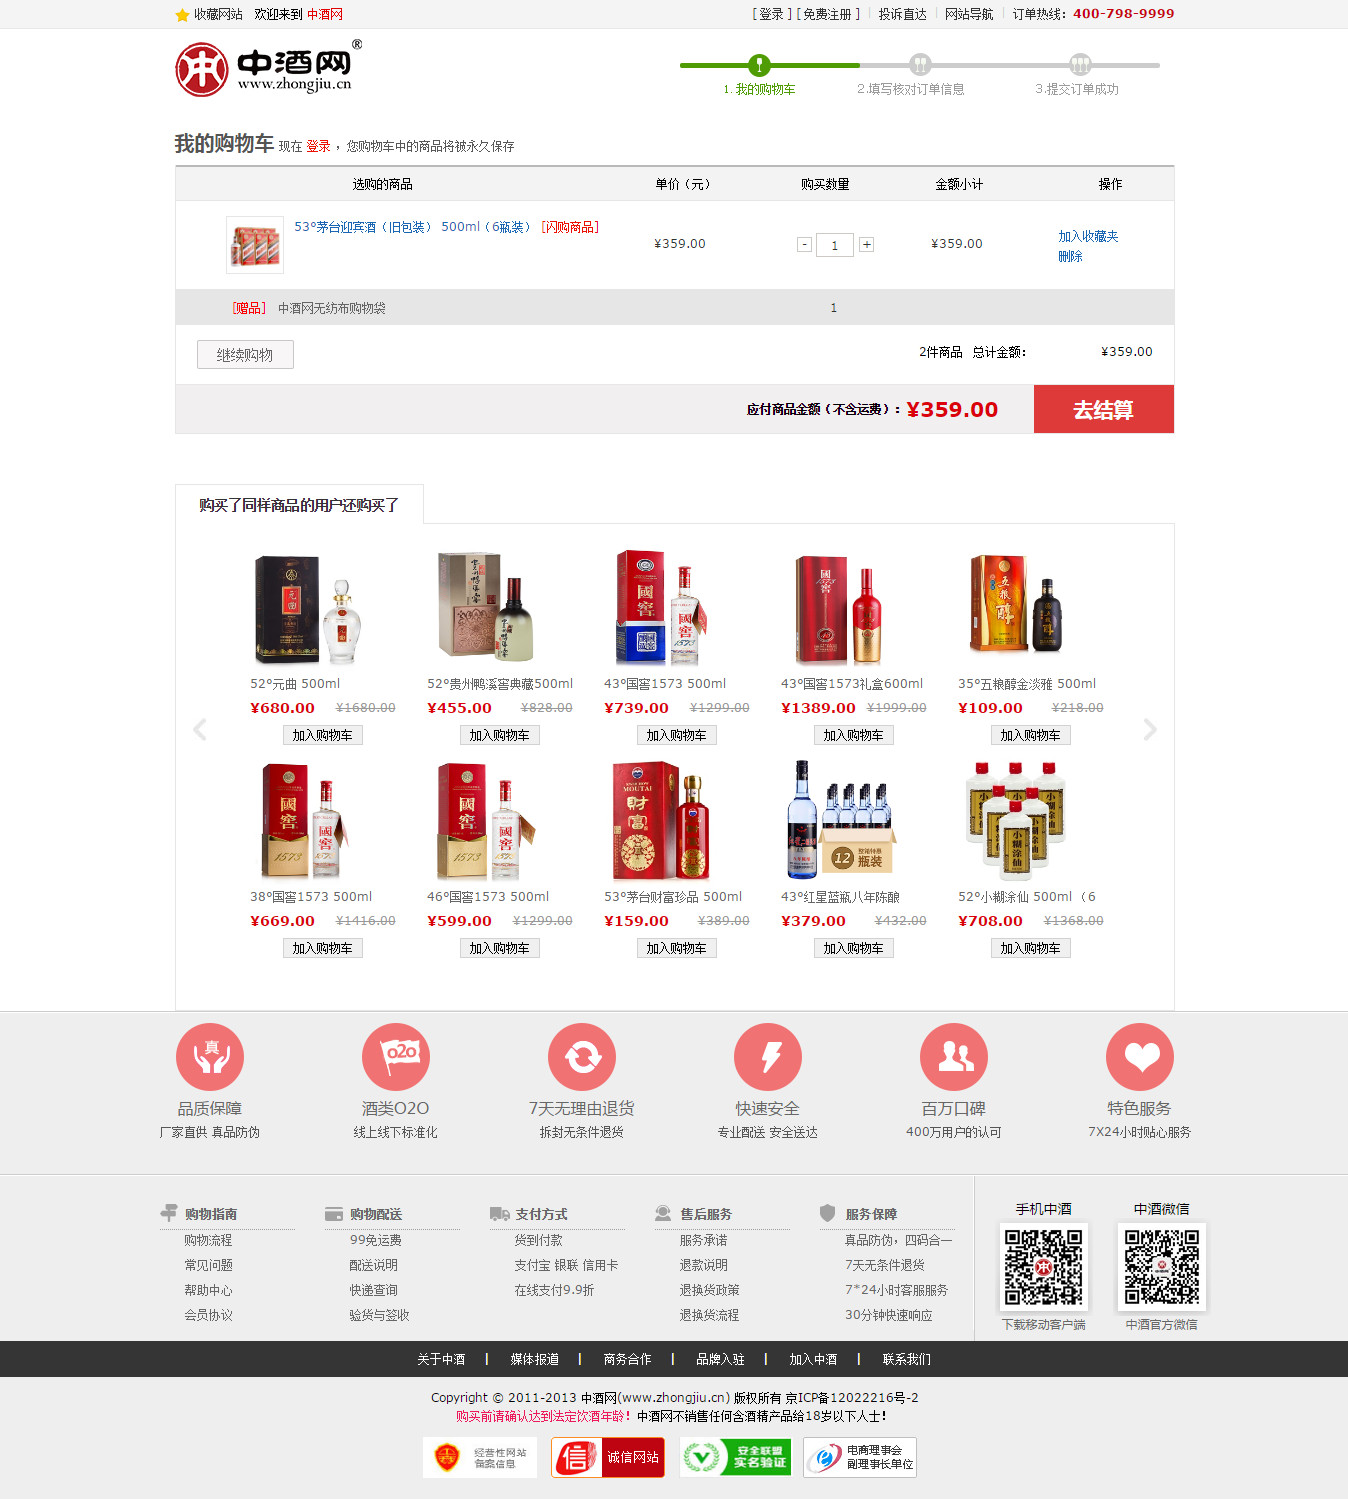 收藏网站 欢迎来到 中酒网 [ 登录 ] [ 免费注册 ] 投诉直达 网站导航 订单热线：400-798-9999
中酒网®
www.zhongjiu.cn
1. 我的购物车 2.填写核对订单信息 3.提交订单成功
我的购物车 现在 登录 ，您购物车中的商品将被永久保存
选购的商品 单价（元） 购买数量 金额小计 操作
53°茅台迎宾酒（旧包装） 500ml（6瓶装） [闪购商品]
¥359.00 - 1 + ¥359.00
加入收藏夹
删除
[赠品] 中酒网无纺布购物袋 1
继续购物 2件商品 总计金额： ¥359.00
应付商品金额（不含运费）：¥359.00 去结算
购买了同样商品的用户还购买了
52°元曲 500ml 52°贵州鸭溪窖典藏500ml 43°国窖1573 500ml 43°国窖1573礼盒600ml 35°五粮醇金淡雅 500ml
¥680.00 ¥1680.00 ¥455.00 ¥828.00 ¥739.00 ¥1299.00 ¥1389.00 ¥1999.00 ¥109.00 ¥218.00
加入购物车 加入购物车 加入购物车 加入购物车 加入购物车
38°国窖1573 500ml 46°国窖1573 500ml 53°茅台财富珍品 500ml 43°红星蓝瓶八年陈酿 52°小糊涂仙 500ml（6
¥669.00 ¥1416.00 ¥599.00 ¥1299.00 ¥159.00 ¥389.00 ¥379.00 ¥432.00 ¥708.00 ¥1368.00
加入购物车 加入购物车 加入购物车 加入购物车 加入购物车
真 o2o
品质保障 酒类O2O 7天无理由退货 快速安全 百万口碑 特色服务
厂家直供 真品防伪 线上线下标准化 拆封无条件退货 专业配送 安全送达 400万用户的认可 7X24小时贴心服务
购物指南 购物配送 支付方式 售后服务 服务保障 手机中酒 中酒微信
购物流程 99免运费 货到付款 服务承诺 真品防伪，四码合一
常见问题 配送说明 支付宝 银联 信用卡 退款说明 7天无条件退货
帮助中心 快递查询 在线支付9.9折 退换货政策 7*24小时客服服务
会员协议 验货与签收 退换货流程 30分钟快速响应
下载移动客户端 中酒官方微信
关于中酒 | 媒体报道 | 商务合作 | 品牌入驻 | 加入中酒 | 联系我们
Copyright © 2011-2013 中酒网(www.zhongjiu.cn) 版权所有 京ICP备12022216号-2
购买前请确认达到法定饮酒年龄！中酒网不销售任何含酒精产品给18岁以下人士！
经营性网站
备案信息
信 诚信网站
安全联盟
实名验证
电商理事会
副理事长单位